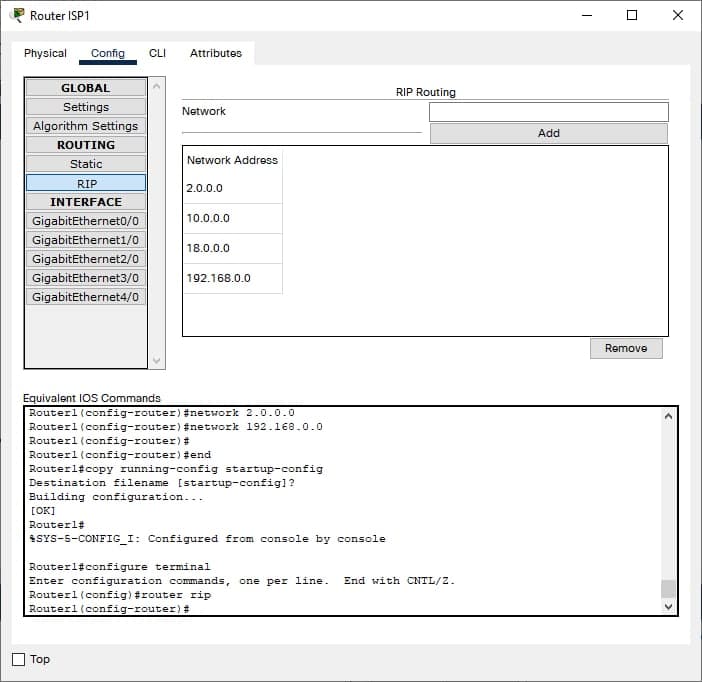 Router ISP1
Physical Config CLI Attributes
GLOBAL
Settings
Algorithm Settings
ROUTING
Static
RIP
INTERFACE
GigabitEthernet0/0
GigabitEthernet1/0
GigabitEthernet2/0
GigabitEthernet3/0
GigabitEthernet4/0
RIP Routing
Network
Add
Network Address
2.0.0.0
10.0.0.0
18.0.0.0
192.168.0.0
Remove
Equivalent IOS Commands
Router1(config-router)#network 2.0.0.0
Router1(config-router)#network 192.168.0.0
Router1(config-router)#
Router1(config-router)#end
Router1#copy running-config startup-config
Destination filename [startup-config]?
Building configuration...
[OK]
Router1#
%SYS-5-CONFIG_I: Configured from console by console
Router1#configure terminal
Enter configuration commands, one per line. End with CNTL/Z.
Router1(config)#router rip
Router1(config-router)#
Top